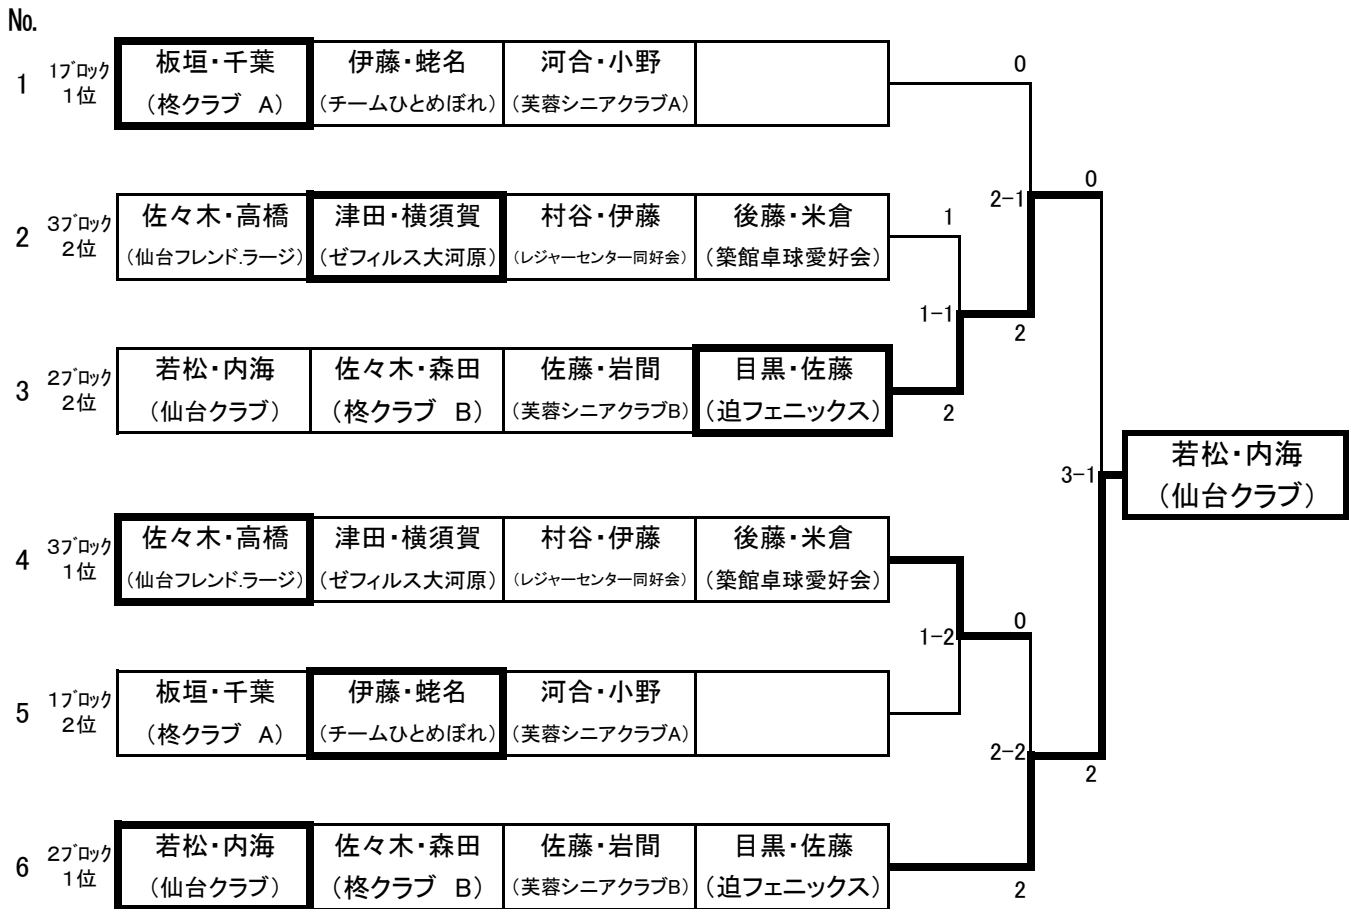 No.
1 1ブロック 1位
板垣・千葉 伊藤・蛯名 河合・小野
(柊クラブ A) (チームひとめぼれ) (芙蓉シニアクラブA)
0
0
2-1
2 3ブロック 2位
佐々木・高橋 津田・横須賀 村谷・伊藤 後藤・米倉
(仙台フレンド.ラージ) (ゼフィルス大河原) (レジャーセンター同好会) (築館卓球愛好会)
1
1-1
2
3 2ブロック 2位
若松・内海 佐々木・森田 佐藤・岩間 目黒・佐藤
(仙台クラブ) (柊クラブ B) (芙蓉シニアクラブB) (迫フェニックス)
2
3-1
若松・内海
(仙台クラブ)
4 3ブロック 1位
佐々木・高橋 津田・横須賀 村谷・伊藤 後藤・米倉
(仙台フレンド.ラージ) (ゼフィルス大河原) (レジャーセンター同好会) (築館卓球愛好会)
1-2
0
5 1ブロック 2位
板垣・千葉 伊藤・蛯名 河合・小野
(柊クラブ A) (チームひとめぼれ) (芙蓉シニアクラブA)
2-2
2
6 2ブロック 1位
若松・内海 佐々木・森田 佐藤・岩間 目黒・佐藤
(仙台クラブ) (柊クラブ B) (芙蓉シニアクラブB) (迫フェニックス)
2